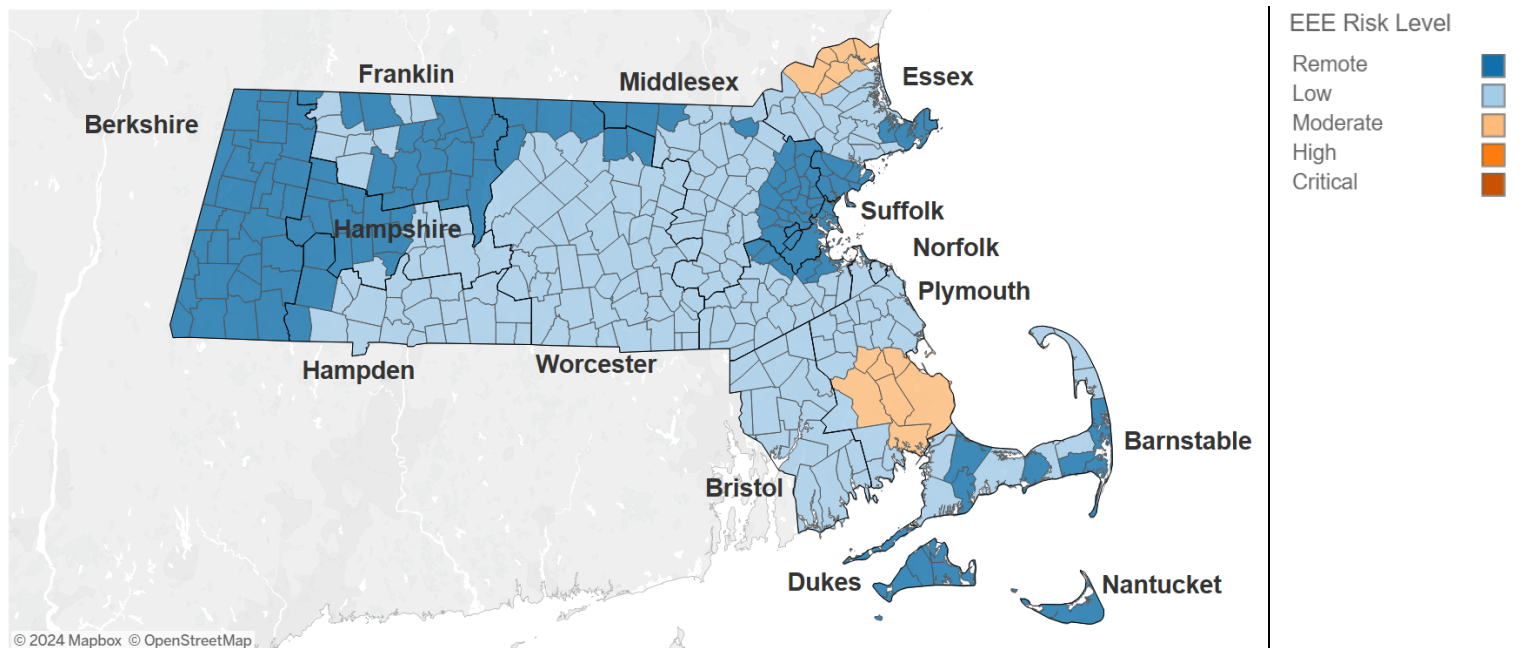 Franklin
Middlesex
Essex
Berkshire
Suffolk
Hampshire
Norfolk
Plymouth
Hampden
Worcester
Barnstable
Bristol
Dukes
Nantucket
© 2024 Mapbox © OpenStreetMap
EEE Risk Level
Remote
Low
Moderate
High
Critical